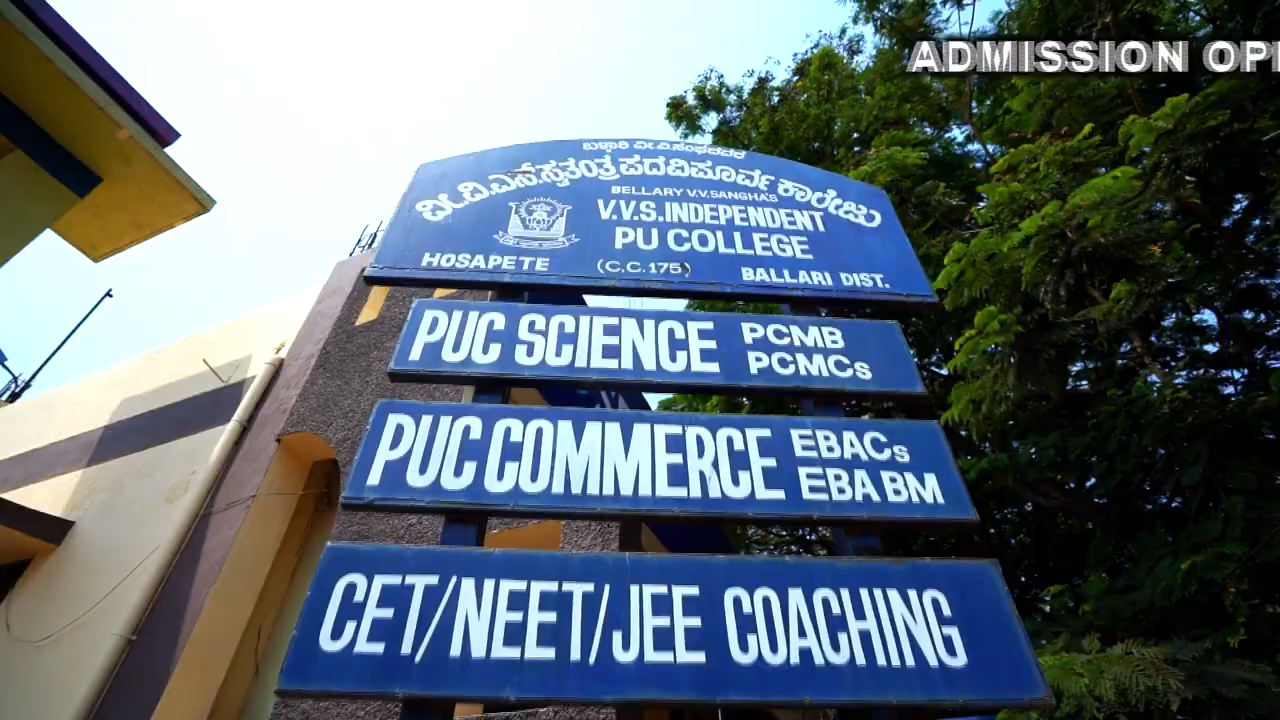 ADMISSION OP
ಬಳ್ಳಾರಿ ವೀ.ವಿ.ಸಂಘದವರ
ವೀ.ವಿ.ಎಸ್.ಸ್ವತಂತ್ರ ಪದವಿಪೂರ್ವ ಕಾಲೇಜು
BELLARY V.V.SANGHA'S
V.V.S.INDEPENDENT
PU COLLEGE
HOSAPETE (C.C.175) BALLARI DIST.
PUC SCIENCE PCMB
PCMCs
PUC COMMERCE EBACs
EBA BM
CET/NEET/JEE COACHING